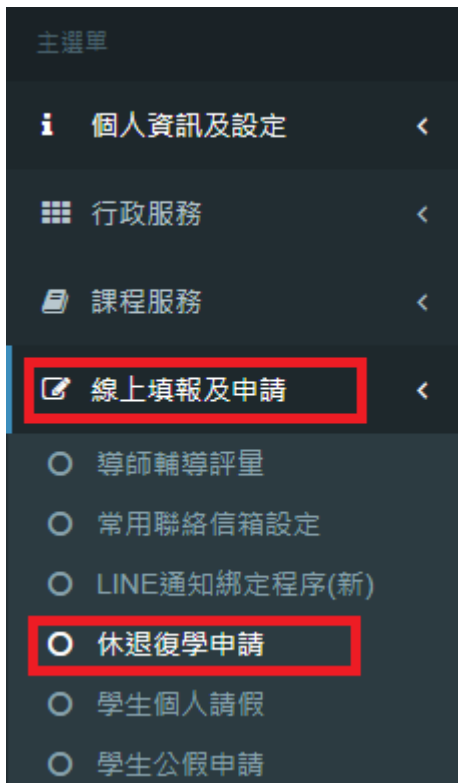 主選單
個人資訊及設定
行政服務
課程服務
線上填報及申請
導師輔導評量
常用聯絡信箱設定
LINE通知綁定程序(新)
休退復學申請
學生個人請假
學生公假申請